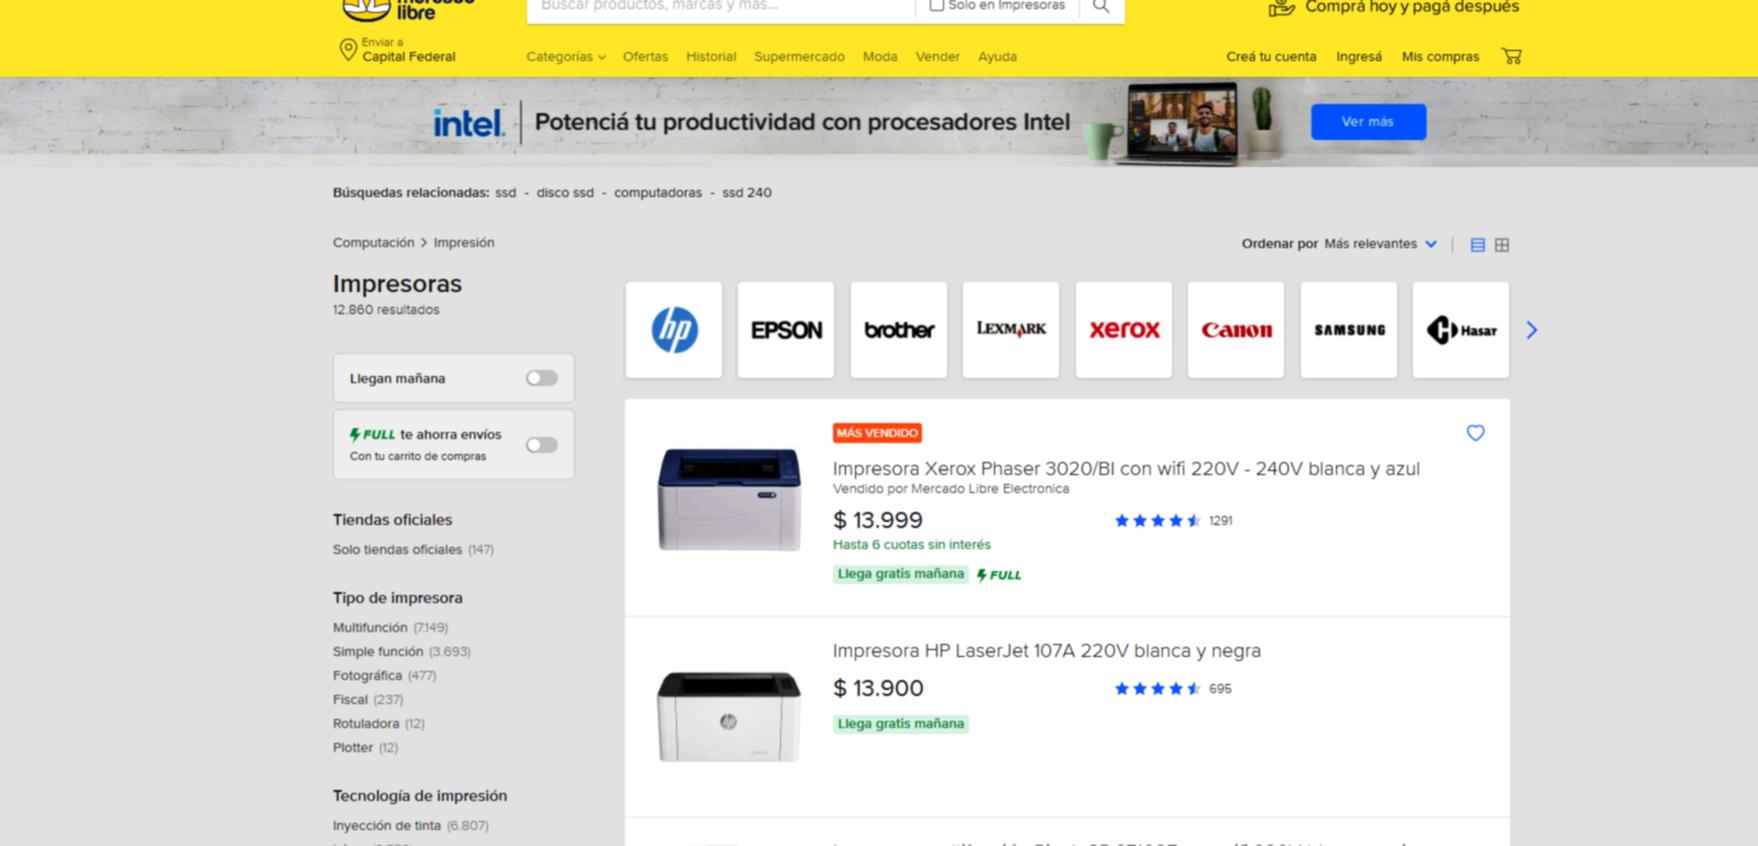 libre
Buscar productos, marcas y más...
Solo en Impresoras
Comprá hoy y pagá después
Enviar a
Capital Federal
Categorías
Ofertas
Historial
Supermercado
Moda
Vender
Ayuda
Creá tu cuenta
Ingresá
Mis compras
intel.
Potenciá tu productividad con procesadores Intel
Ver más
Búsquedas relacionadas: ssd - disco ssd - computadoras - ssd 240
Computación > Impresión
Ordenar por Más relevantes
Impresoras
12.860 resultados
hp
EPSON
brother
LEXMARK
xerox
Canon
SAMSUNG
Hasar
Llegan mañana
FULL te ahorra envíos
Con tu carrito de compras
Tiendas oficiales
Solo tiendas oficiales (147)
Tipo de impresora
Multifunción (7.149)
Simple función (3.693)
Fotográfica (477)
Fiscal (237)
Rotuladora (12)
Plotter (12)
Tecnología de impresión
Inyección de tinta (6.807)
MÁS VENDIDO
Impresora Xerox Phaser 3020/BI con wifi 220V - 240V blanca y azul
Vendido por Mercado Libre Electronica
$ 13.999
1291
Hasta 6 cuotas sin interés
Llega gratis mañana FULL
Impresora HP LaserJet 107A 220V blanca y negra
$ 13.900
695
Llega gratis mañana